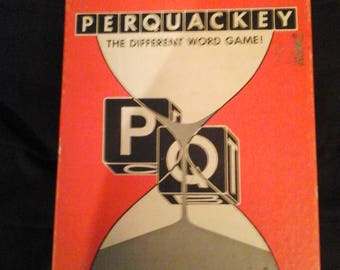 PERQUACKEY
THE DIFFERENT WORD GAME!
P
Q